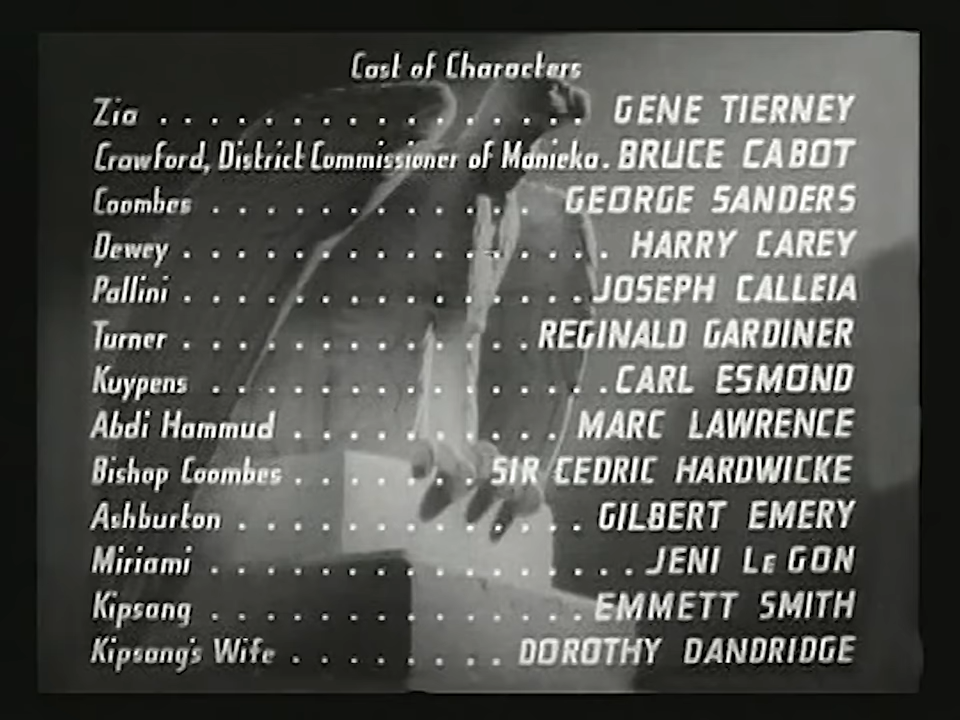 Cast of Characters
Zia . . . . . . . . . . . . . . . . . GENE TIERNEY
Crawford, District Commissioner of Manieka . BRUCE CABOT
Coombes . . . . . . . . . . . . GEORGE SANDERS
Dewey . . . . . . . . . . . . . . . . HARRY CAREY
Pallini . . . . . . . . . . . . . . . JOSEPH CALLEIA
Turner . . . . . . . . . . . . . REGINALD GARDINER
Kuypens . . . . . . . . . . . . . . . CARL ESMOND
Abdi Hammud . . . . . . . . . . MARC LAWRENCE
Bishop Coombes . . . . . . . SIR CEDRIC HARDWICKE
Ashburton . . . . . . . . . . . . . GILBERT EMERY
Miriami . . . . . . . . . . . . . . . . JENI LE GON
Kipsang . . . . . . . . . . . . . . EMMETT SMITH
Kipsang's Wife . . . . . . . . DOROTHY DANDRIDGE